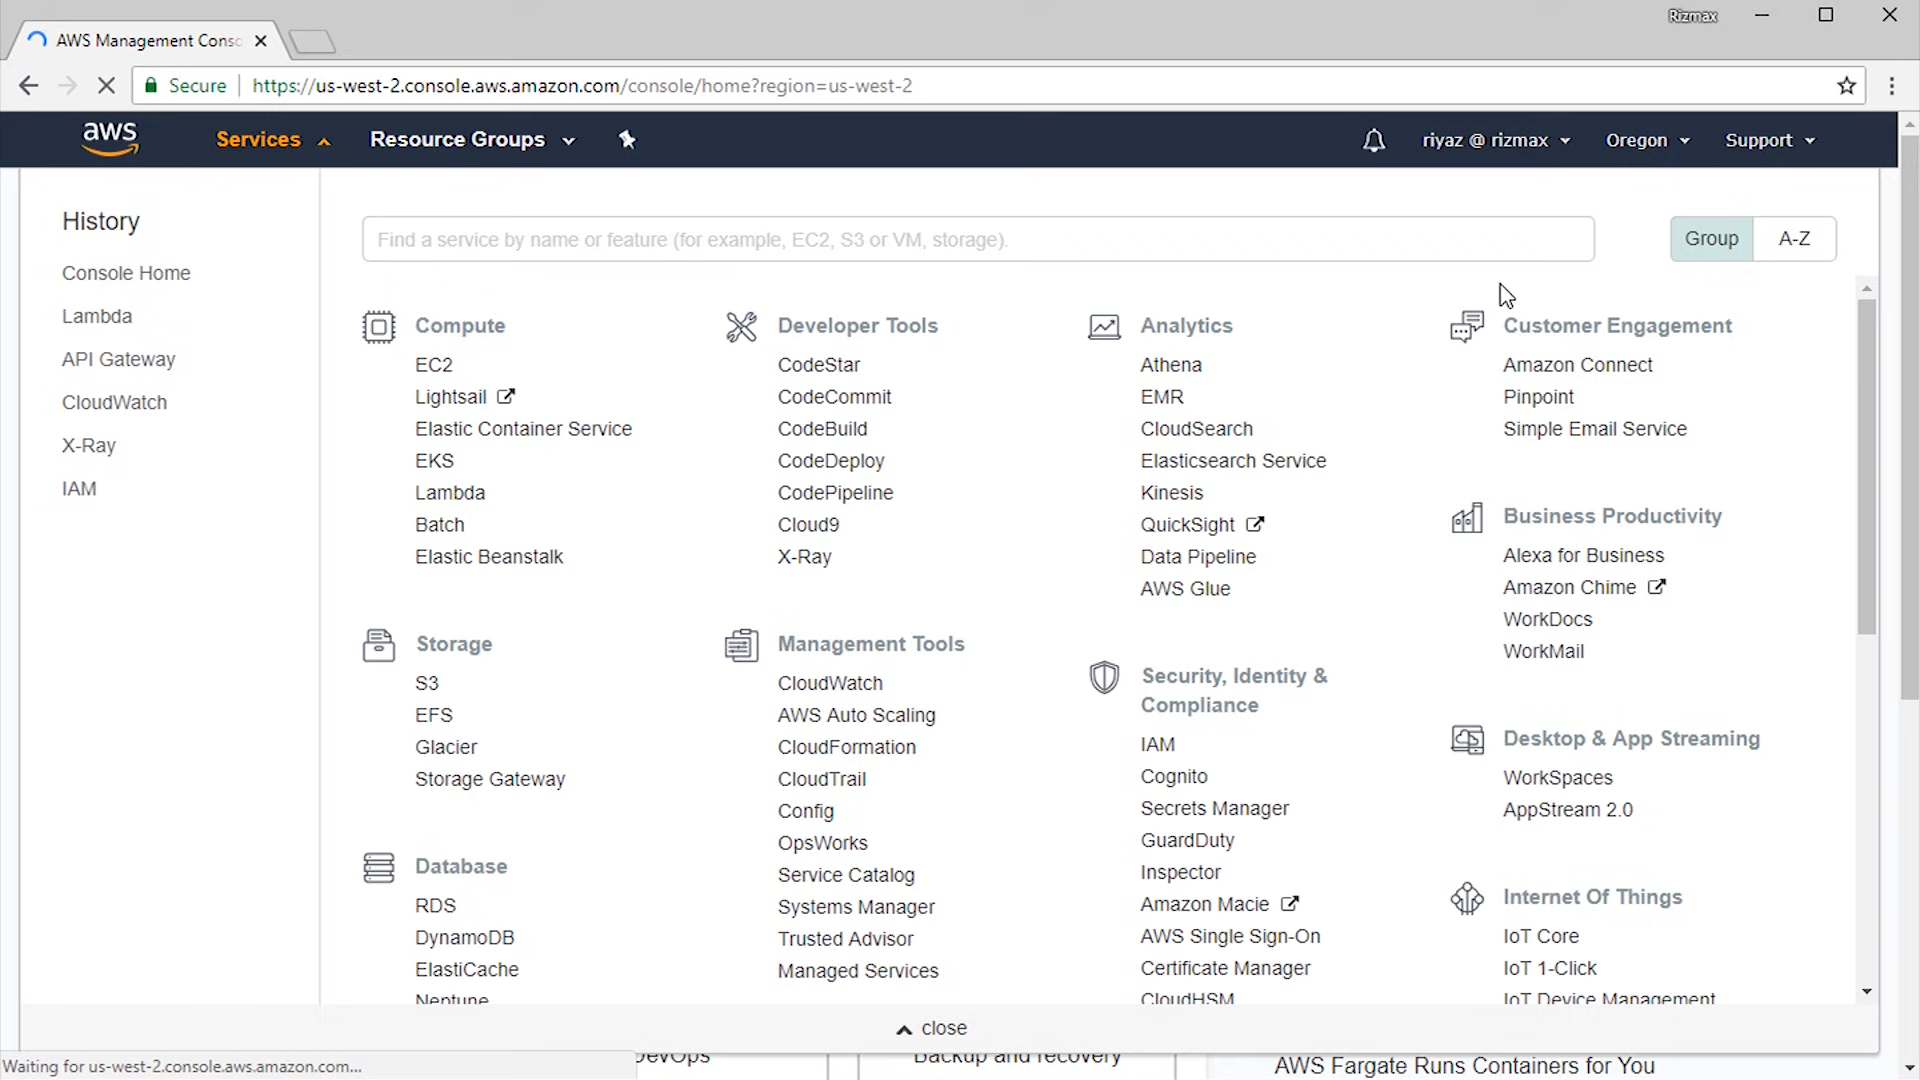 Rizmax
AWS Management Conso
Secure
https://us-west-2.console.aws.amazon.com/console/home?region=us-west-2
aws
Services
Resource Groups
riyaz @ rizmax
Oregon
Support
History
Console Home
Lambda
API Gateway
CloudWatch
X-Ray
IAM
Find a service by name or feature (for example, EC2, S3 or VM, storage).
Group
A-Z
Compute
EC2
Lightsail
Elastic Container Service
EKS
Lambda
Batch
Elastic Beanstalk
Storage
S3
EFS
Glacier
Storage Gateway
Database
RDS
DynamoDB
ElastiCache
Neptune
Developer Tools
CodeStar
CodeCommit
CodeBuild
CodeDeploy
CodePipeline
Cloud9
X-Ray
Management Tools
CloudWatch
AWS Auto Scaling
CloudFormation
CloudTrail
Config
OpsWorks
Service Catalog
Systems Manager
Trusted Advisor
Managed Services
Analytics
Athena
EMR
CloudSearch
Elasticsearch Service
Kinesis
QuickSight
Data Pipeline
AWS Glue
Security, Identity &
Compliance
IAM
Cognito
Secrets Manager
GuardDuty
Inspector
Amazon Macie
AWS Single Sign-On
Certificate Manager
CloudHSM
Customer Engagement
Amazon Connect
Pinpoint
Simple Email Service
Business Productivity
Alexa for Business
Amazon Chime
WorkDocs
WorkMail
Desktop & App Streaming
WorkSpaces
AppStream 2.0
Internet Of Things
IoT Core
IoT 1-Click
IoT Device Management
close
DevOps
Backup and recovery
AWS Fargate Runs Containers for You
Waiting for us-west-2.console.aws.amazon.com...